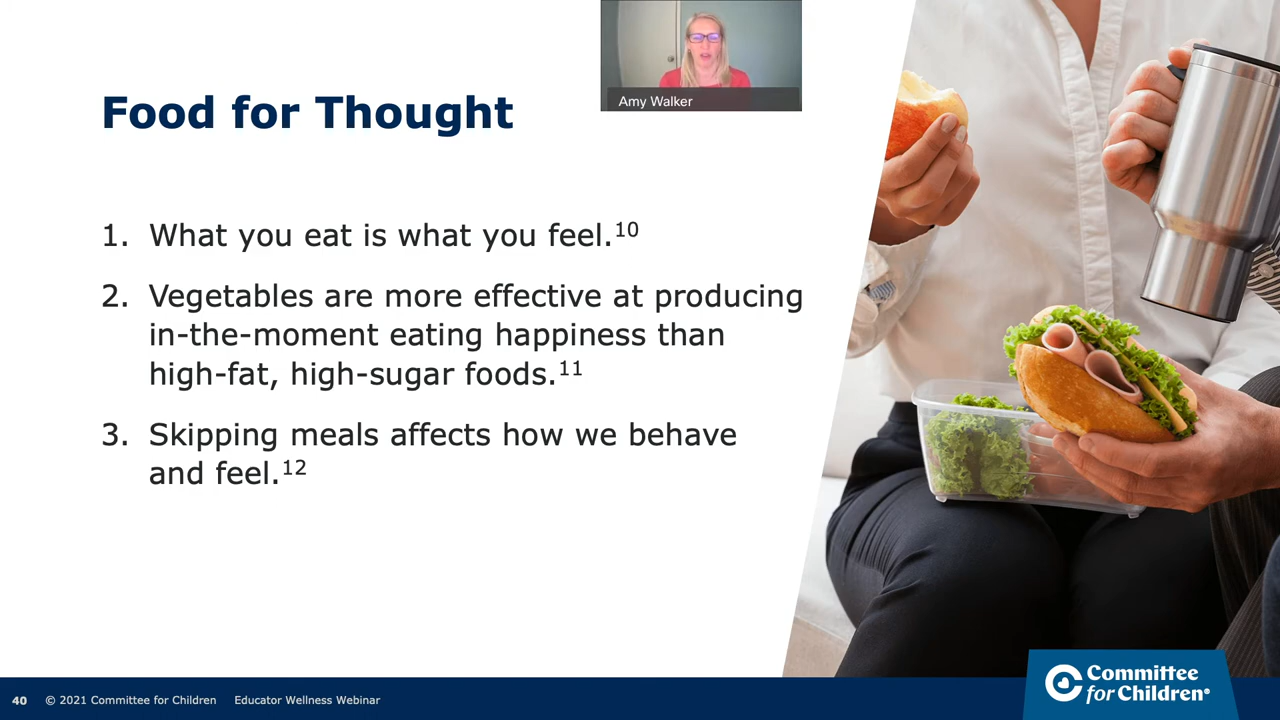 Amy Walker
Food for Thought
1. What you eat is what you feel.10
2. Vegetables are more effective at producing
in-the-moment eating happiness than
high-fat, high-sugar foods.11
3. Skipping meals affects how we behave
and feel.12
40 © 2021 Committee for Children Educator Wellness Webinar
Committee
for Children®